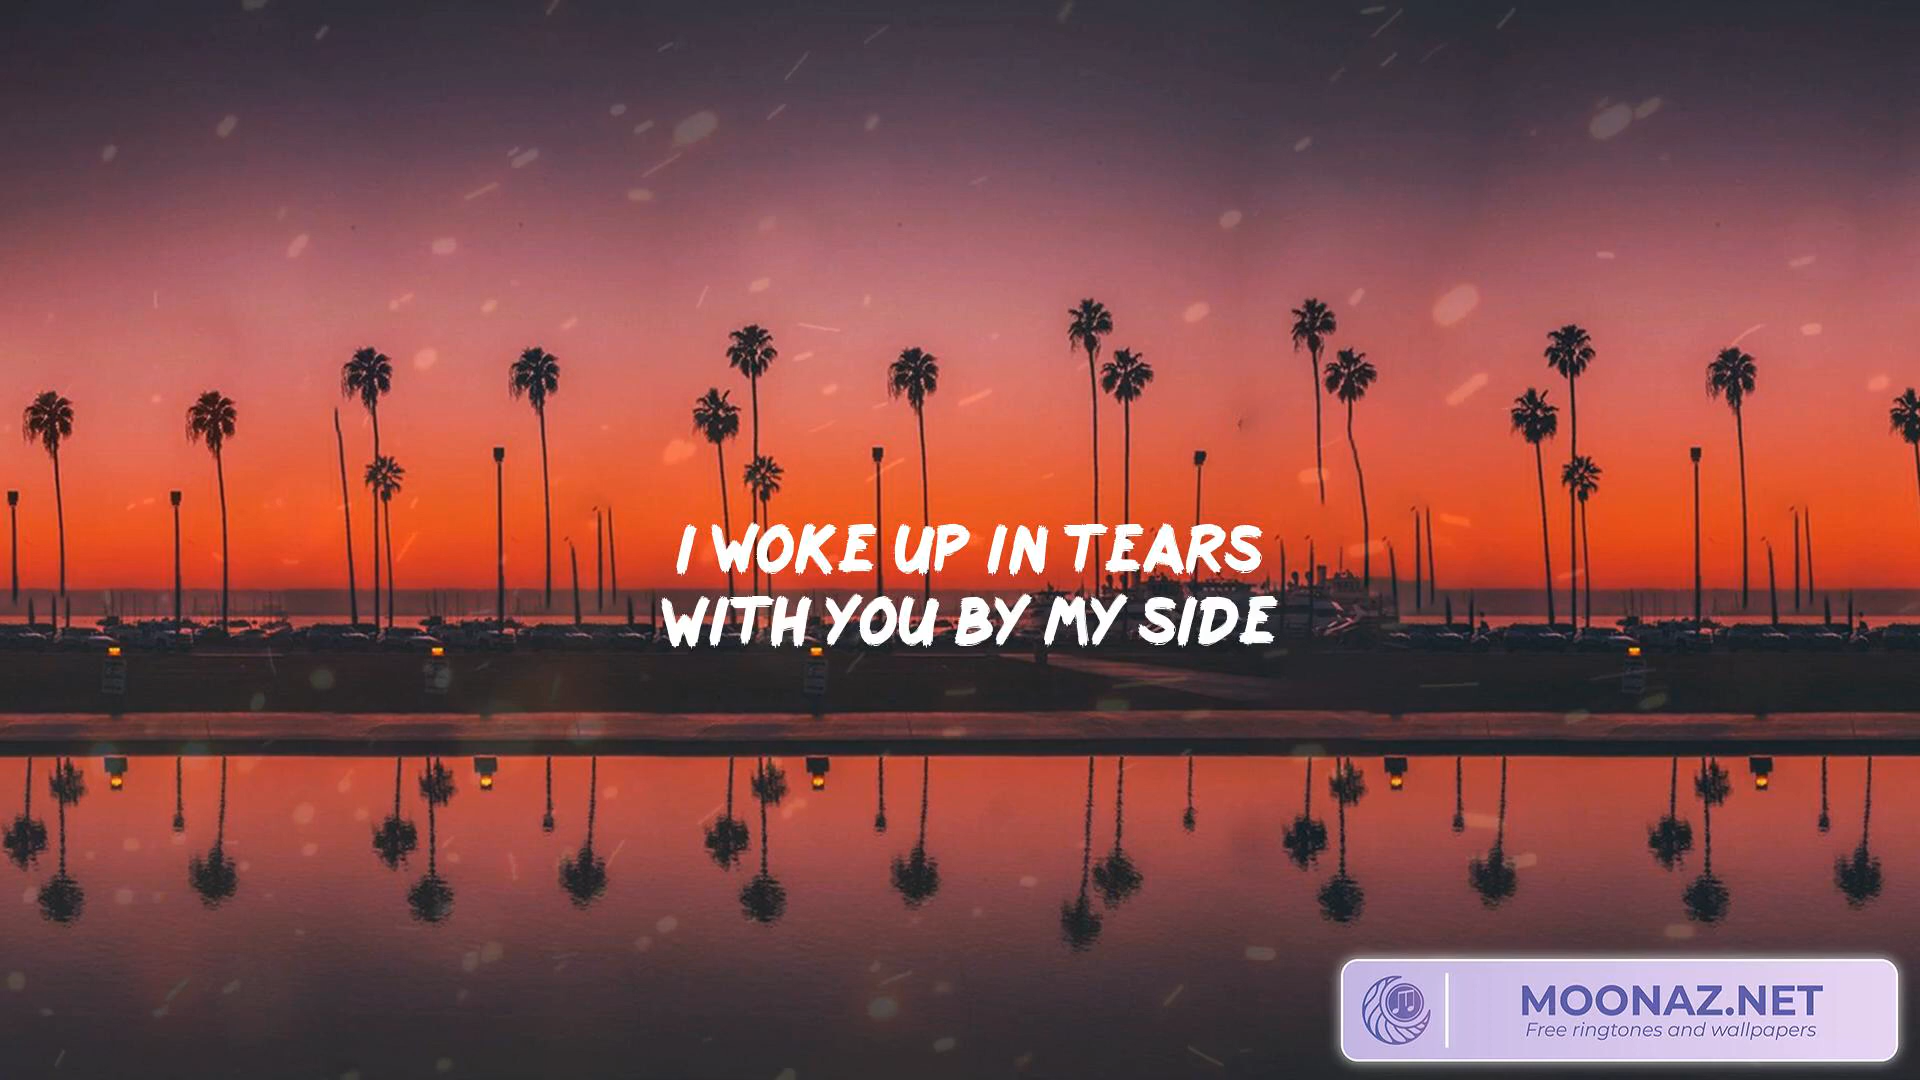 I WOKE UP IN TEARS
WITH YOU BY MY SIDE
MOONAZ.NET
Free ringtones and wallpapers